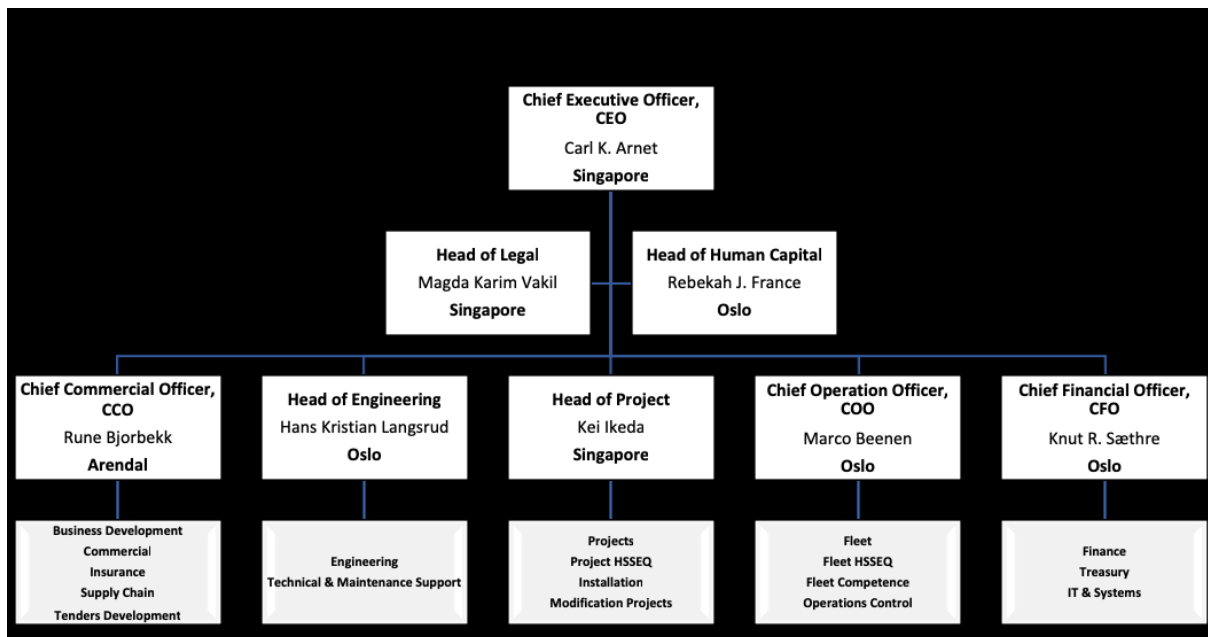 Chief Executive Officer,
CEO
Carl K. Arnet
Singapore
Head of Legal
Magda Karim Vakil
Singapore
Head of Human Capital
Rebekah J. France
Oslo
Chief Commercial Officer,
CCO
Rune Bjorbekk
Arendal
Head of Engineering
Hans Kristian Langsrud
Oslo
Head of Project
Kei Ikeda
Singapore
Chief Operation Officer,
COO
Marco Beenen
Oslo
Chief Financial Officer,
CFO
Knut R. Sæthre
Oslo
Business Development
Commercial
Insurance
Supply Chain
Tenders Development
Engineering
Technical & Maintenance Support
Projects
Project HSSEQ
Installation
Modification Projects
Fleet
Fleet HSSEQ
Fleet Competence
Operations Control
Finance
Treasury
IT & Systems